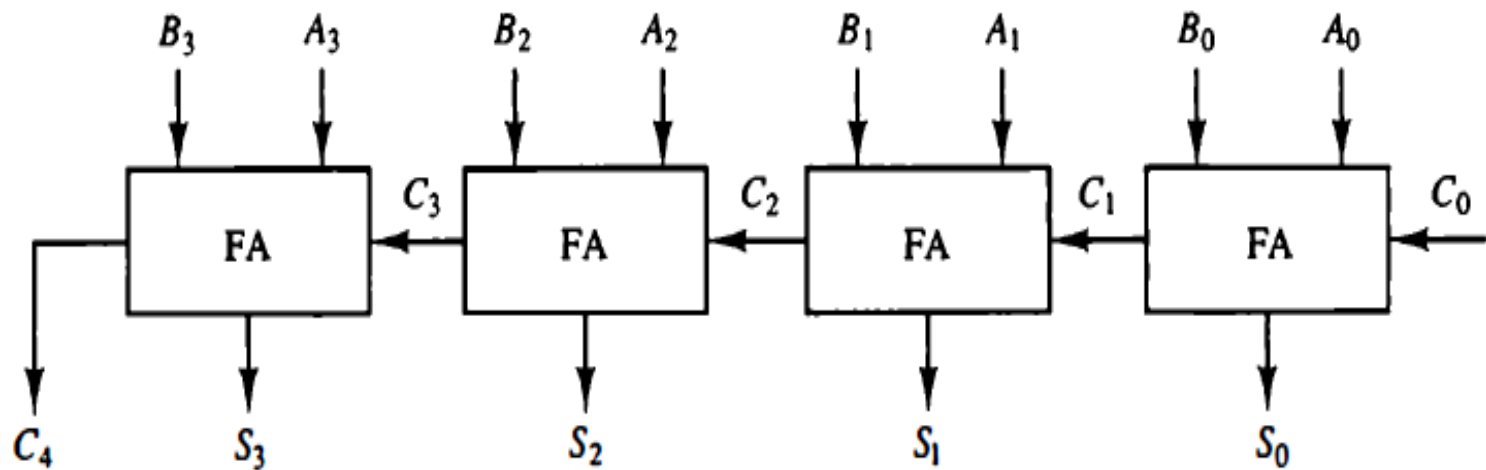 B₃ A₃ B₂ A₂ B₁ A₁ B₀ A₀
C₃ C₂ C₁ C₀
FA FA FA FA
C₄ S₃ S₂ S₁ S₀